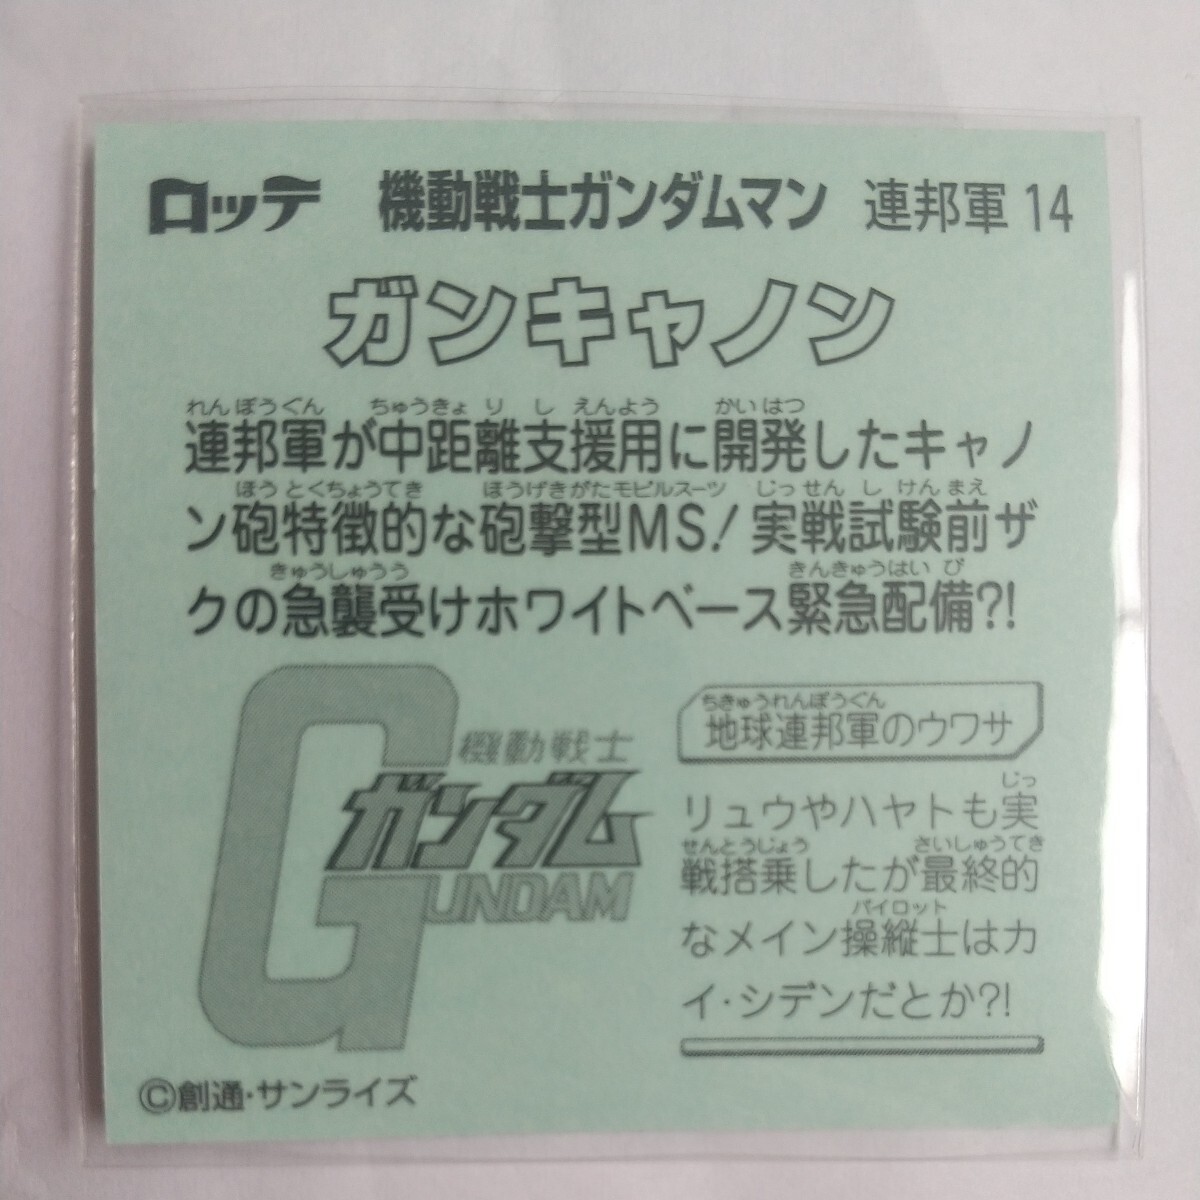 ロッテ 機動戦士ガンダムマン 連邦軍 14
ガンキャノン
れんぽうぐん ちゅうきょ り し えんよう かい はつ
連邦軍が中距離支援用に開発したキャノ
ほう とくちょうてき ほうげきがたモビルスーツ じっ せん し けん まえ
ン砲特徴的な砲撃型MS!実戦試験前ザ
きゅうしゅうう きんきゅうはい び
クの急襲受けホワイトベース緊急配備?!
機動戦士
ガンダム
GUNDAM
ちきゅうれんぽうぐん
地球連邦軍のウワサ
じっ
リュウやハヤトも実
せんとうじょう さいしゅうてき
戦搭乗したが最終的
パイロット
なメイン操縦士はカ
イ・シデンだとか?!
©創通・サンライズ